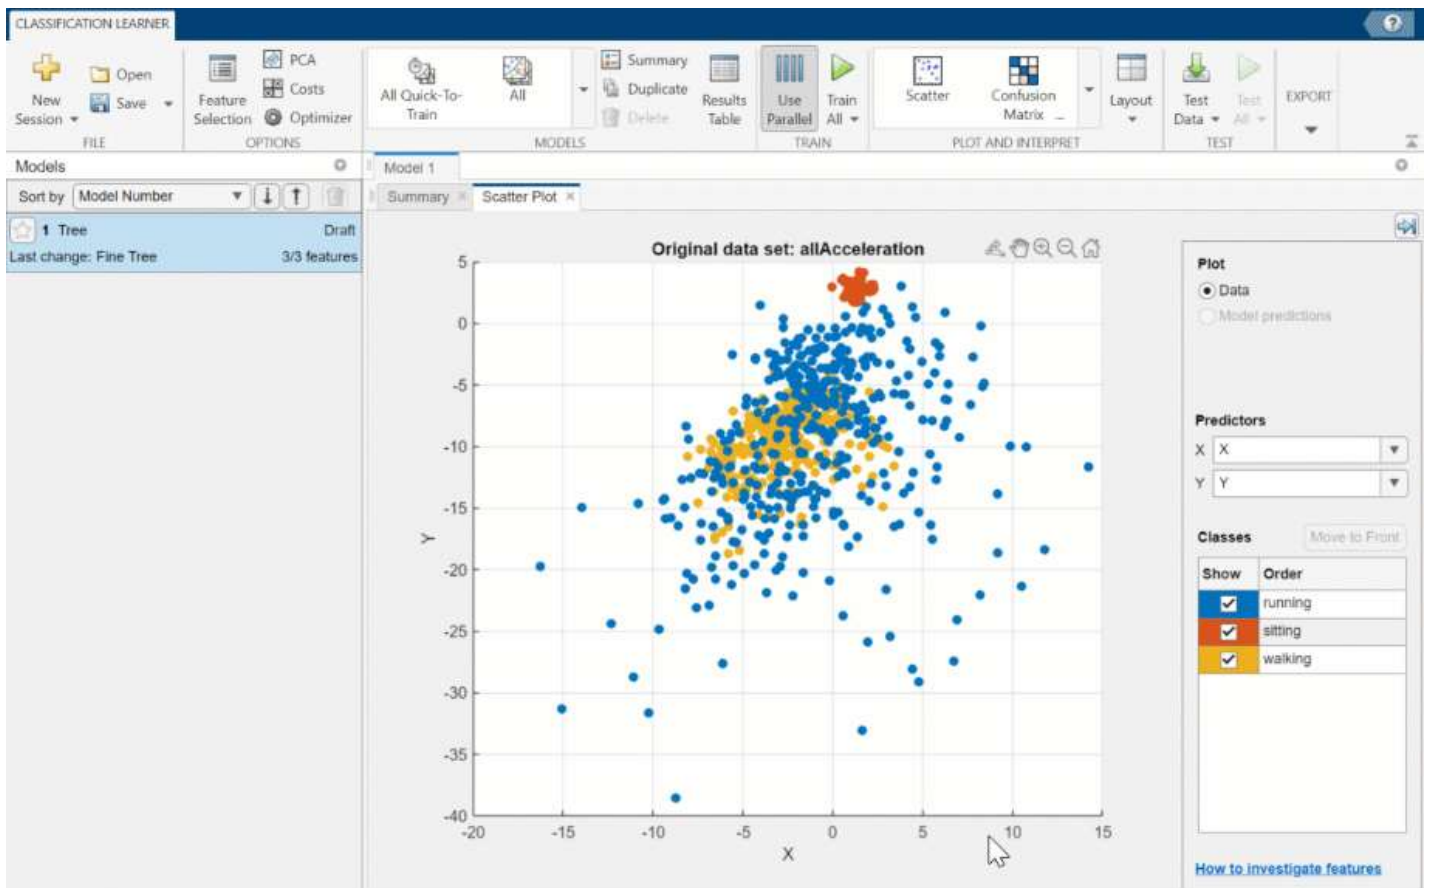 CLASSIFICATION LEARNER
?
New Session
Open
Save
FILE
Feature Selection
PCA
Costs
Optimizer
OPTIONS
All Quick-To-Train
All
Summary
Duplicate
Delete
Results Table
MODELS
Use Parallel
Train All
TRAIN
Scatter
Confusion Matrix ...
Layout
PLOT AND INTERPRET
Test Data
Test All
TEST
EXPORT
Models
Sort by Model Number
1 Tree Draft
Last change: Fine Tree 3/3 features
Model 1
Summary × Scatter Plot ×
Original data set: allAcceleration
5
0
-5
-10
-15
-20
-25
-30
-35
-40
Y
-20 -15 -10 -5 0 5 10 15
X
Plot
Data
Model predictions
Predictors
X X
Y Y
Classes Move to Front
Show Order
running
sitting
walking
How to investigate features